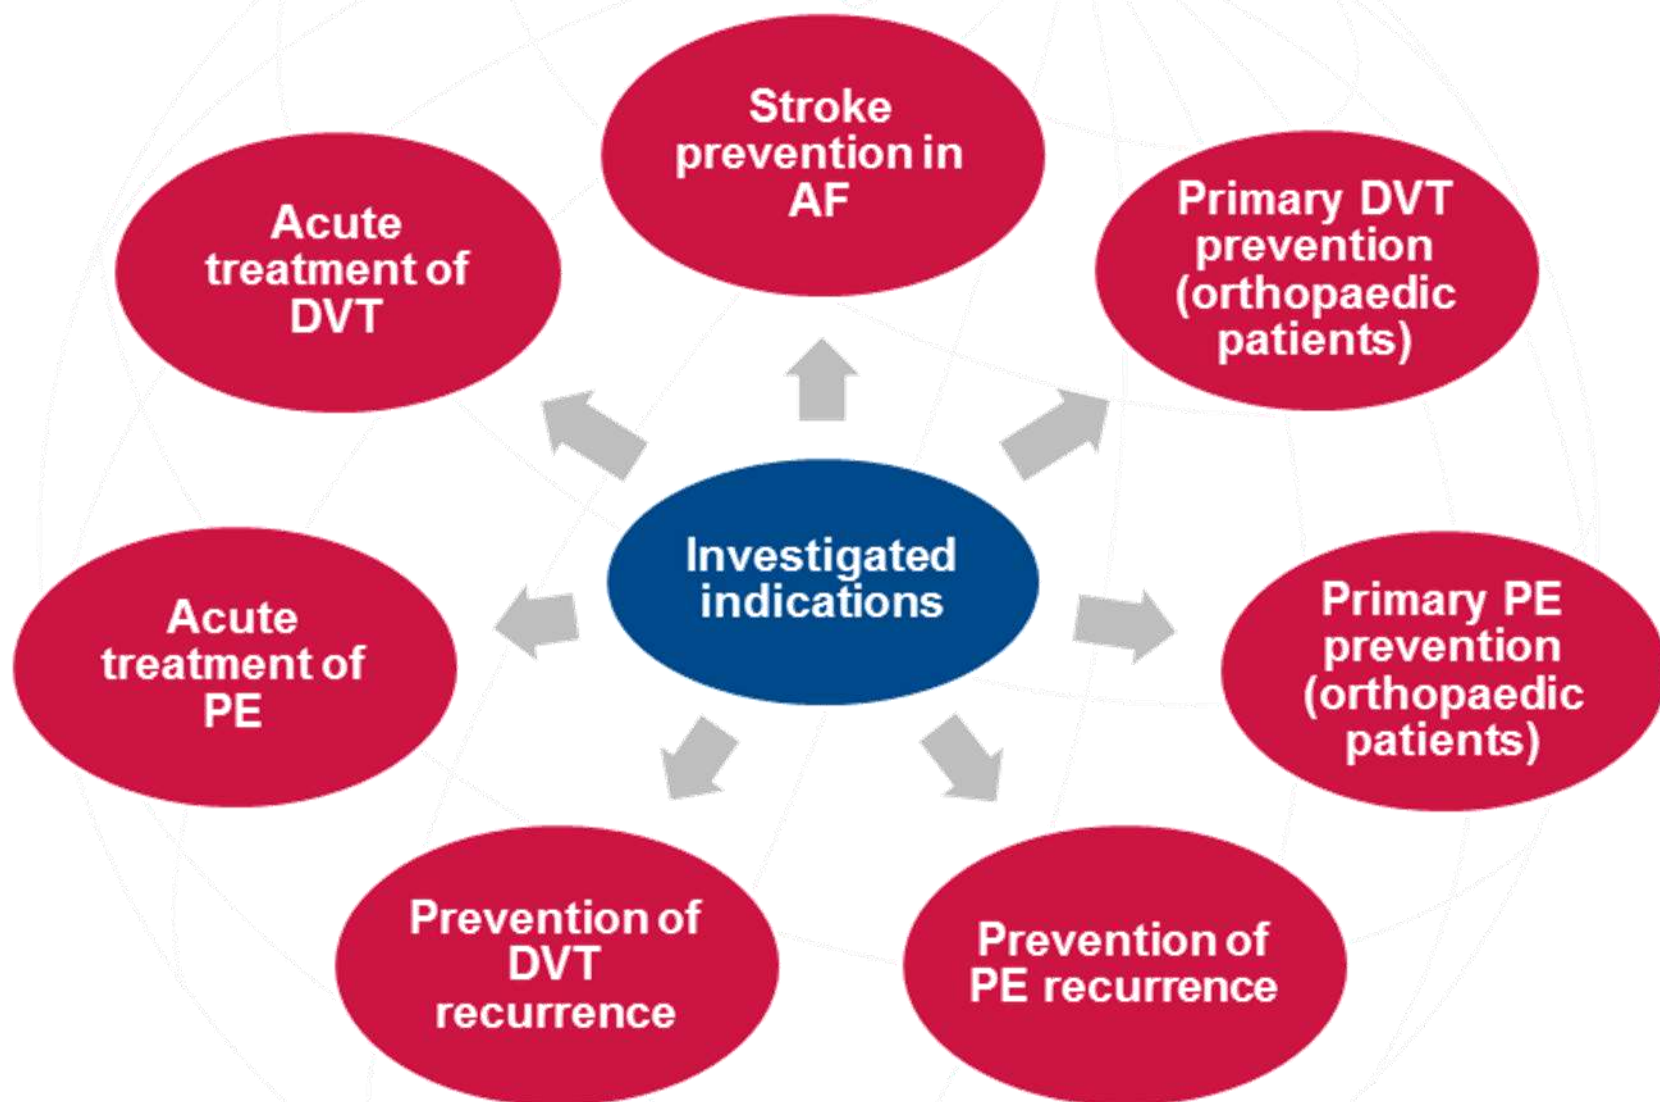 Stroke
prevention in
AF
Primary DVT
prevention
(orthopaedic
patients)
Primary PE
prevention
(orthopaedic
patients)
Prevention of
PE recurrence
Prevention of
DVT
recurrence
Acute
treatment of
PE
Acute
treatment of
DVT
Investigated
indications